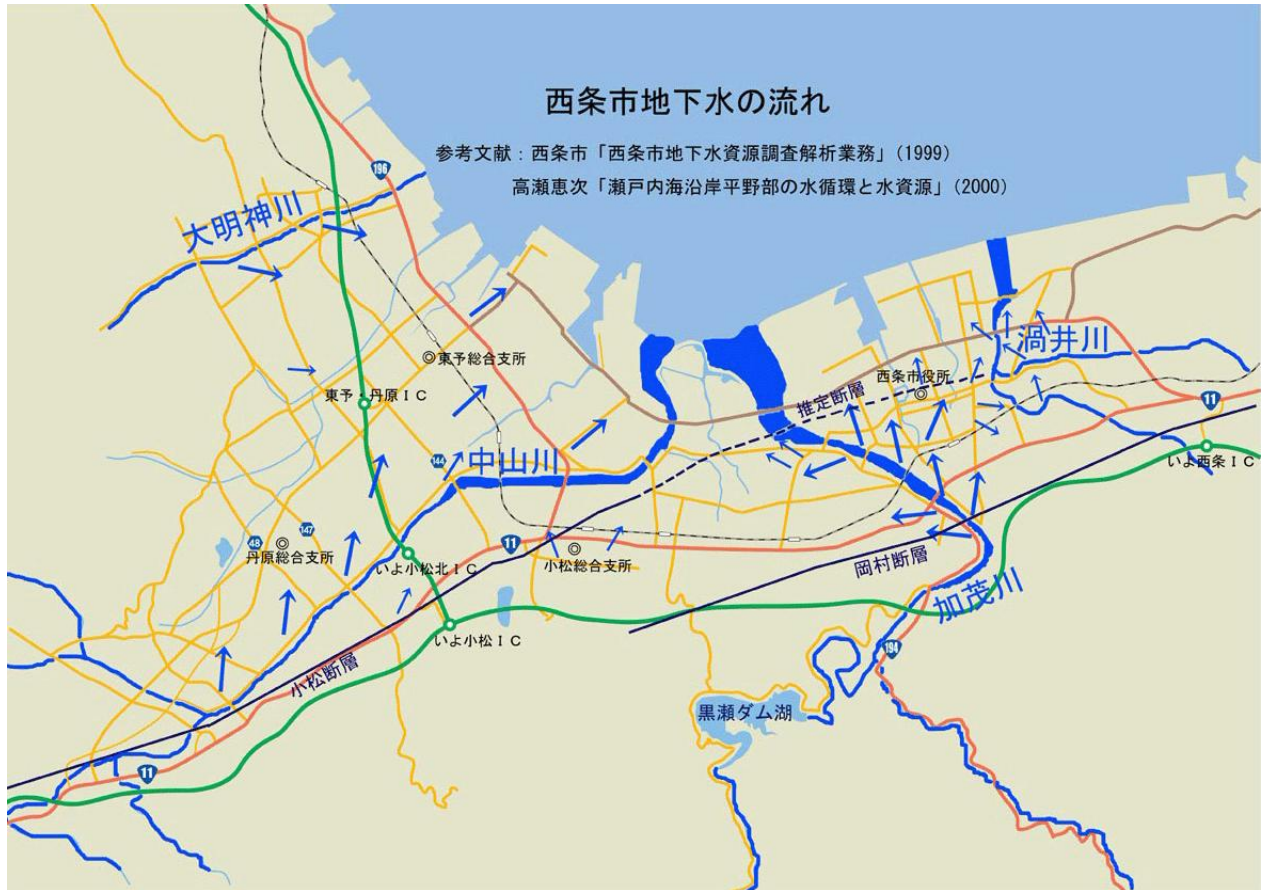 西条市地下水の流れ
参考文献：西条市「西条市地下水資源調査解析業務」(1999)
高瀬恵次「瀬戸内海沿岸平野部の水循環と水資源」(2000)
196
大明神川
渦井川
東予総合支所
西条市役所
東予・丹原ＩＣ
推定断層
11
中山川
144
いよ西条ＩＣ
147
48
丹原総合支所
11
いよ小松北ＩＣ
小松総合支所
岡村断層
加茂川
いよ小松ＩＣ
194
小松断層
黒瀬ダム湖
11